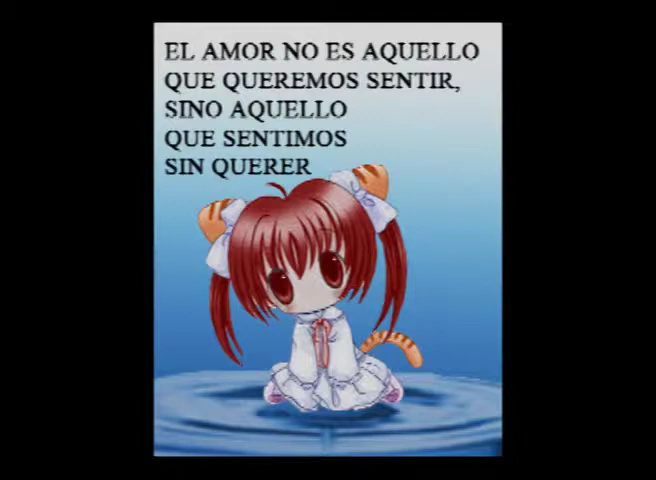 EL AMOR NO ES AQUELLO
QUE QUEREMOS SENTIR,
SINO AQUELLO
QUE SENTIMOS
SIN QUERER